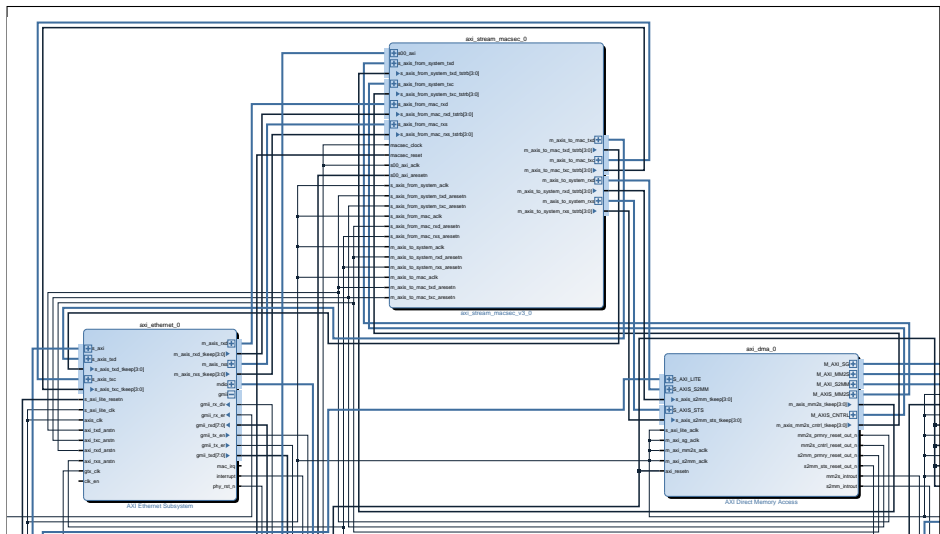 axi_stream_macsec_0
s00_axi
s_axis_from_system_txd
s_axis_from_system_txd_tstrb[3:0]
s_axis_from_system_txc
s_axis_from_system_txc_tstrb[3:0]
s_axis_from_mac_rxd
s_axis_from_mac_rxd_tstrb[3:0]
s_axis_from_mac_rxs
s_axis_from_mac_rxs_tstrb[3:0]
macsec_clock
macsec_reset
s00_axi_aclk
s00_axi_aresetn
s_axis_from_system_aclk
s_axis_from_system_txd_aresetn
s_axis_from_system_txc_aresetn
s_axis_from_mac_aclk
s_axis_from_mac_rxd_aresetn
s_axis_from_mac_rxs_aresetn
m_axis_to_system_aclk
m_axis_to_system_rxd_aresetn
m_axis_to_system_rxs_aresetn
m_axis_to_mac_aclk
m_axis_to_mac_txd_aresetn
m_axis_to_mac_txc_aresetn
m_axis_to_mac_txd
m_axis_to_mac_txd_tstrb[3:0]
m_axis_to_mac_txc
m_axis_to_mac_txc_tstrb[3:0]
m_axis_to_system_rxd
m_axis_to_system_rxd_tstrb[3:0]
m_axis_to_system_rxs
m_axis_to_system_rxs_tstrb[3:0]
axi_stream_macsec_v3_0
axi_ethernet_0
s_axi
s_axis_txd
s_axis_txd_tkeep[3:0]
s_axis_txc
s_axis_txc_tkeep[3:0]
s_axi_lite_resetn
s_axi_lite_clk
axis_clk
axi_txd_arstn
axi_txc_arstn
axi_rxd_arstn
axi_rxs_arstn
gtx_clk
clk_en
m_axis_rxd
m_axis_rxd_tkeep[3:0]
m_axis_rxs
m_axis_rxs_tkeep[3:0]
mdio
gmii
gmii_rx_dv
gmii_rx_er
gmii_rxd[7:0]
gmii_tx_en
gmii_tx_er
gmii_txd[7:0]
mac_irq
interrupt
phy_rst_n
AXI Ethernet Subsystem
axi_dma_0
S_AXI_LITE
S_AXIS_S2MM
s_axis_s2mm_tkeep[3:0]
S_AXIS_STS
s_axis_s2mm_sts_tkeep[3:0]
s_axi_lite_aclk
m_axi_sg_aclk
m_axi_mm2s_aclk
m_axi_s2mm_aclk
axi_resetn
M_AXI_SG
M_AXI_MM2S
M_AXI_S2MM
M_AXIS_MM2S
m_axis_mm2s_tkeep[3:0]
M_AXIS_CNTRL
m_axis_mm2s_cntrl_tkeep[3:0]
mm2s_prmry_reset_out_n
mm2s_cntrl_reset_out_n
s2mm_prmry_reset_out_n
s2mm_sts_reset_out_n
mm2s_introut
s2mm_introut
AXI Direct Memory Access